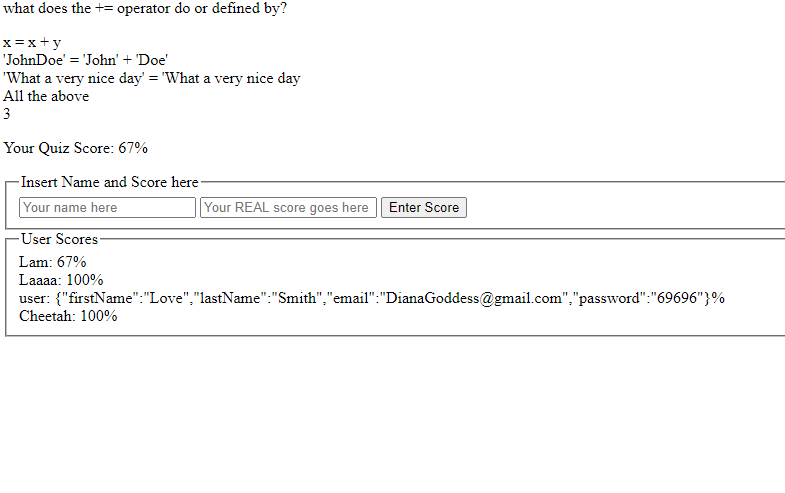 what does the += operator do or defined by?
x = x + y
'JohnDoe' = 'John' + 'Doe'
'What a very nice day' = 'What a very nice day
All the above
3
Your Quiz Score: 67%
Insert Name and Score here
Your name here Your REAL score goes here Enter Score
User Scores
Lam: 67%
Laaaa: 100%
user: {"firstName":"Love","lastName":"Smith","email":"DianaGoddess@gmail.com","password":"69696"}%
Cheetah: 100%